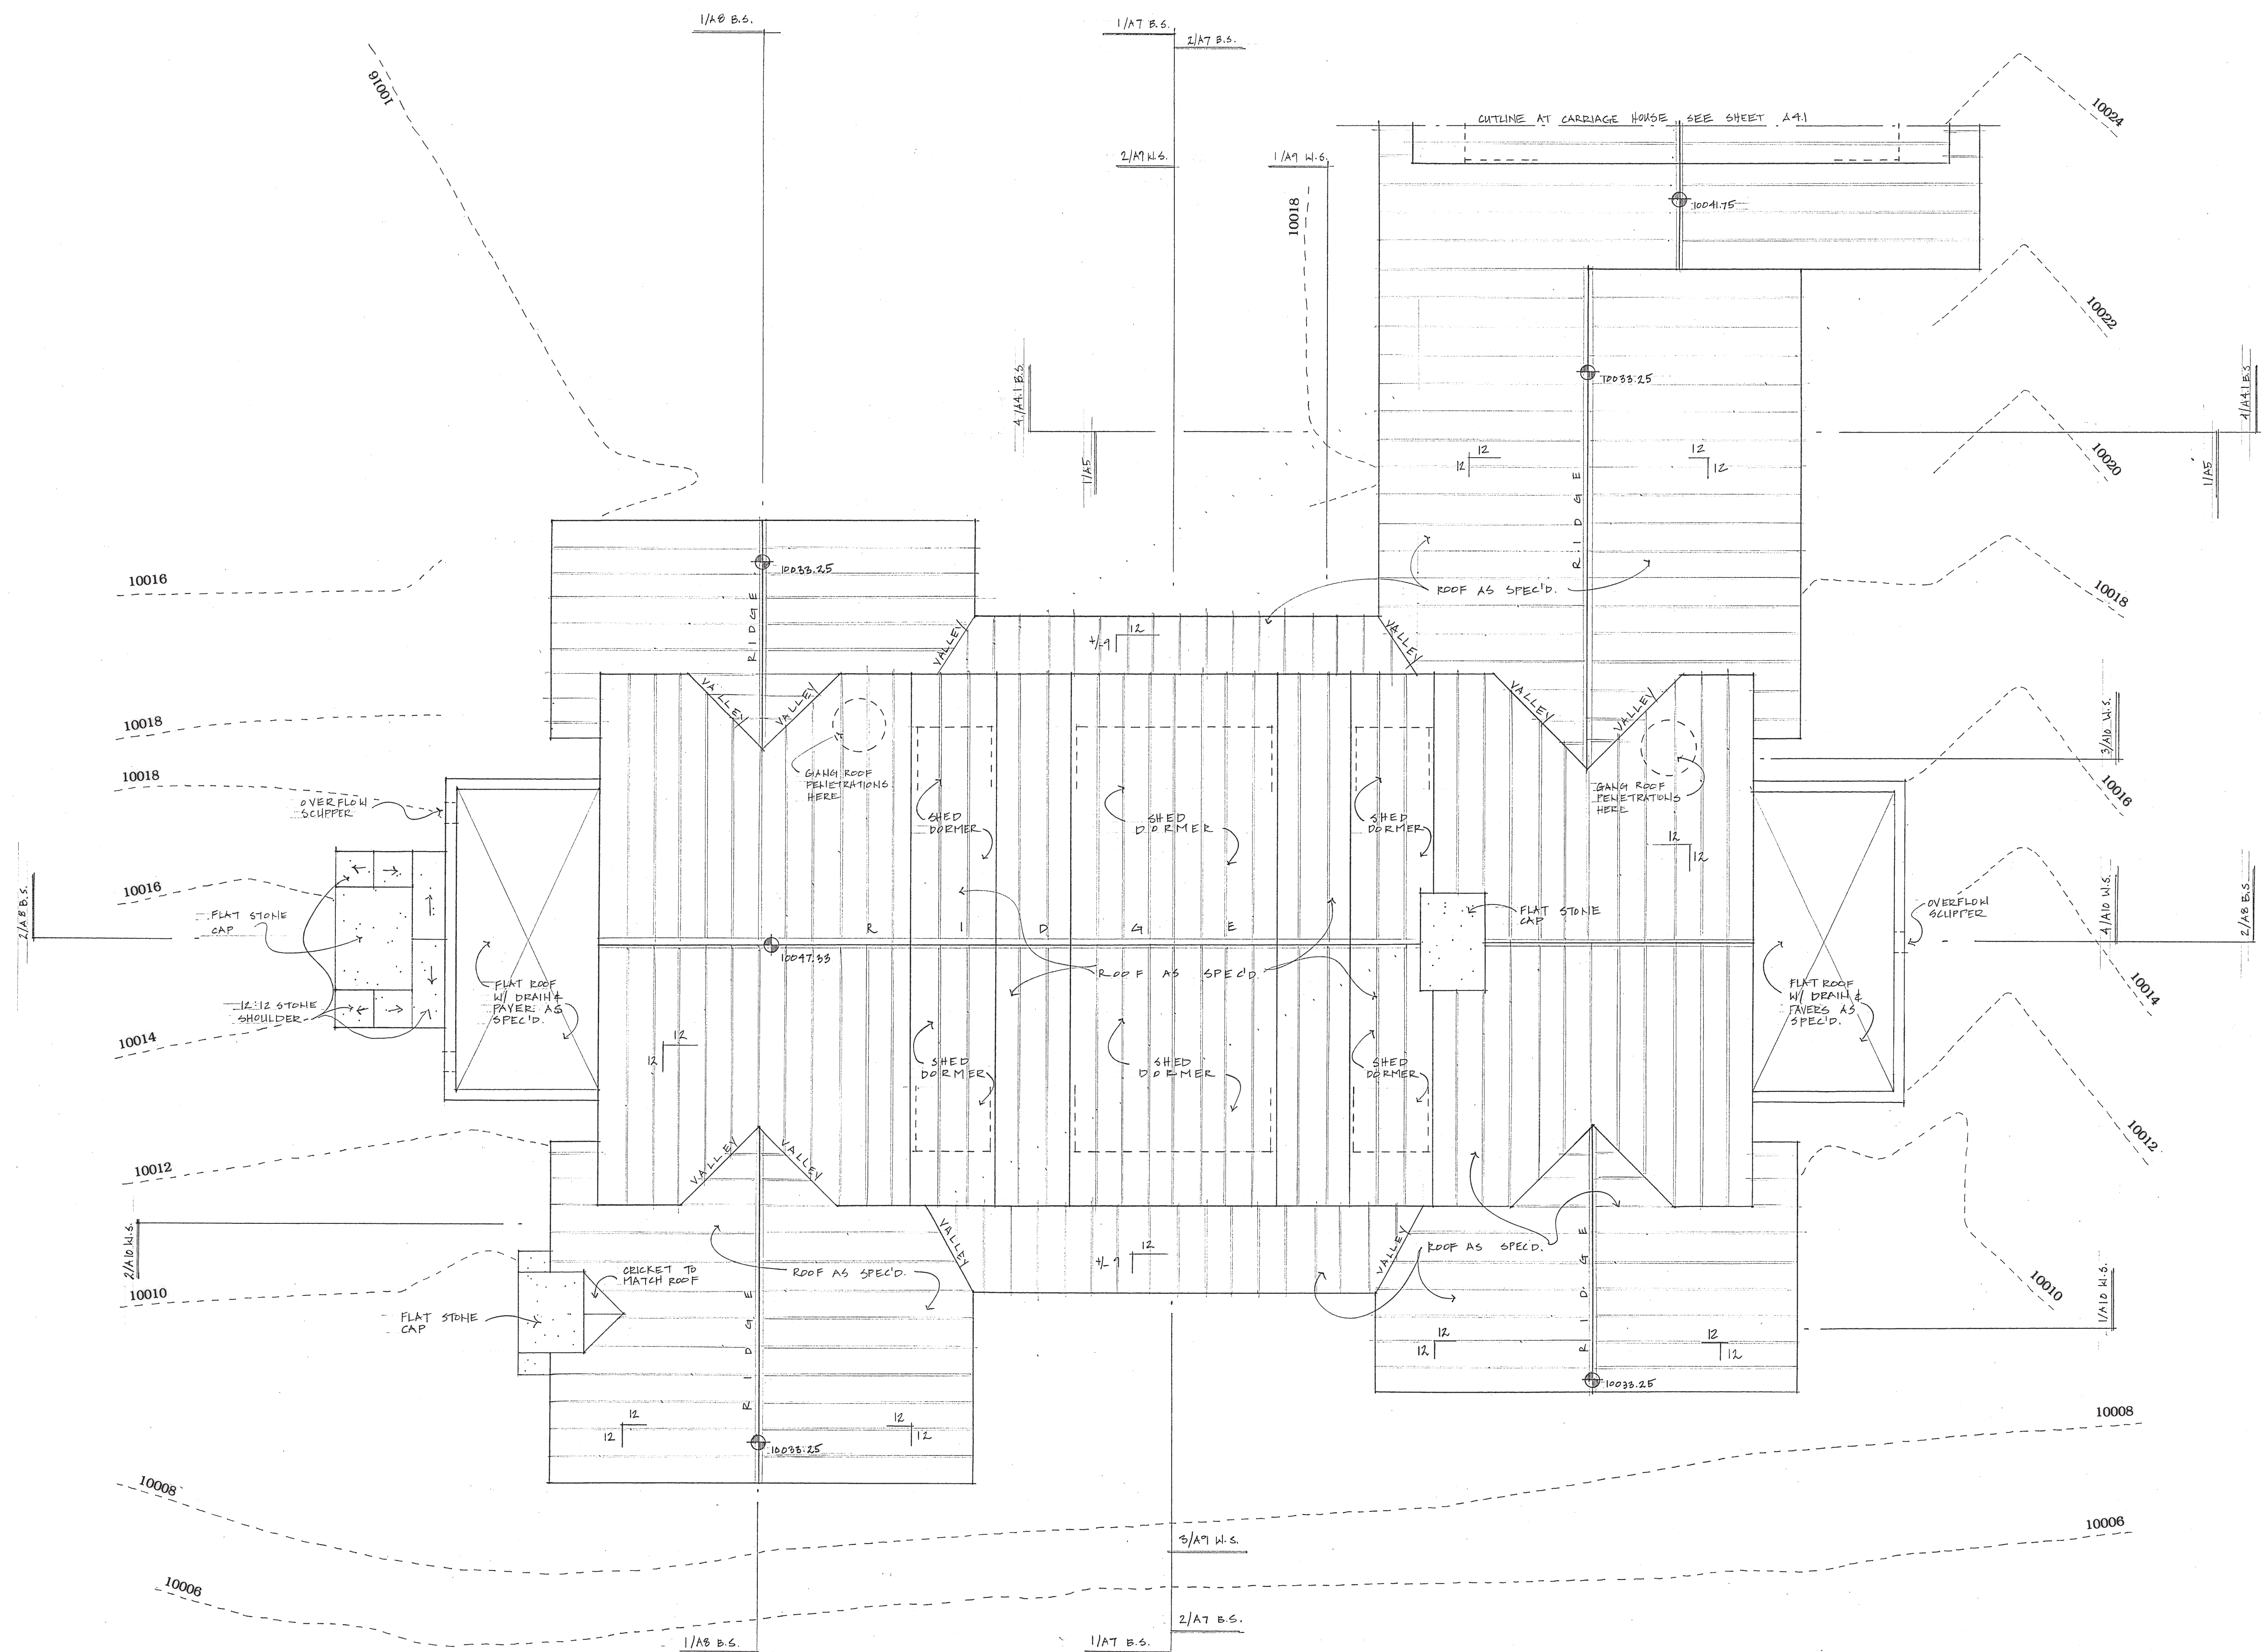 1/A8 B.S.
1/A7 B.S.
2/A7 B.S.
10016
10024
CUTLINE AT CARRIAGE HOUSE SEE SHEET A4.1
2/A9 W.S.
1/A9 W.S.
10018
10041.75
10022
10033.25
4/A4.1 B.S.
1/A5
4/A4.1 B.S.
1/A5
10020
12
12
12
12
RIDGE
10016
10033.25
RIDGE
ROOF AS SPEC'D.
10018
VALLEY
+/-9
12
VALLEY
10018
VALLEY
VALLEY
VALLEY
VALLEY
3/A10 W.S.
10018
GANG ROOF
PENETRATIONS
HERE
GANG ROOF
PENETRATIONS
HERE
10016
OVERFLOW
SCUPPER
SHED
DORMER
SHED
DORMER
SHED
DORMER
12
12
10016
2/A8 B.S.
FLAT STONE
CAP
FLAT STONE
CAP
OVERFLOW
SCUPPER
4/A10 W.S.
2/A8 B.S.
RIDGE
10047.33
ROOF AS SPEC'D.
FLAT ROOF
W/ DRAIN &
PAVER AS
SPEC'D.
FLAT ROOF
W/ DRAIN &
PAVERS AS
SPEC'D.
10014
12:12 STONE
SHOULDER
10014
12
12
SHED
DORMER
SHED
DORMER
SHED
DORMER
10012
10012
VALLEY
VALLEY
2/A10 W.S.
VALLEY
+/-9
12
VALLEY
ROOF AS SPEC'D.
RIDGE
10010
CRICKET TO
MATCH ROOF
ROOF AS SPEC'D.
10010
1/A10 W.S.
FLAT STONE
CAP
RIDGE
12
12
12
12
10033.25
12
12
12
12
10033.25
10008
10008
10006
10006
3/A9 W.S.
2/A7 B.S.
1/A8 B.S.
1/A7 B.S.